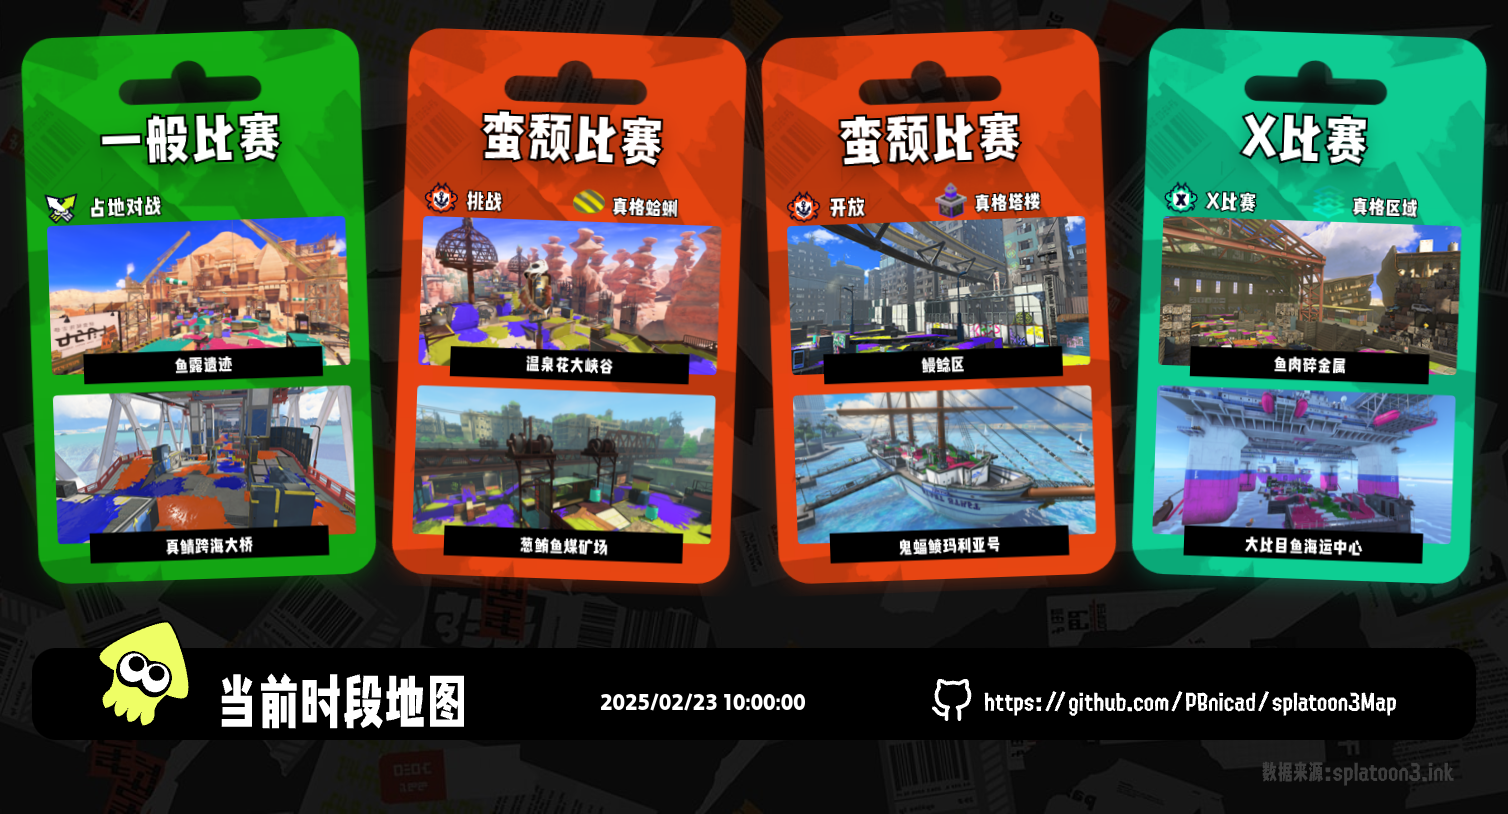 一般比赛
占地对战
鱼露遗迹
真鲭跨海大桥
蛮颓比赛
挑战
真格蛤蜊
温泉花大峡谷
葱鲔鱼煤矿场
蛮颓比赛
开放
真格塔楼
鳗鲶区
鬼蝠鲼玛利亚号
X比赛
X比赛
真格区域
鱼肉碎金属
大比目鱼海运中心
当前时段地图
2025/02/23 10:00:00
https://github.com/PBnicad/splatoon3Map
数据来源:splatoon3.ink